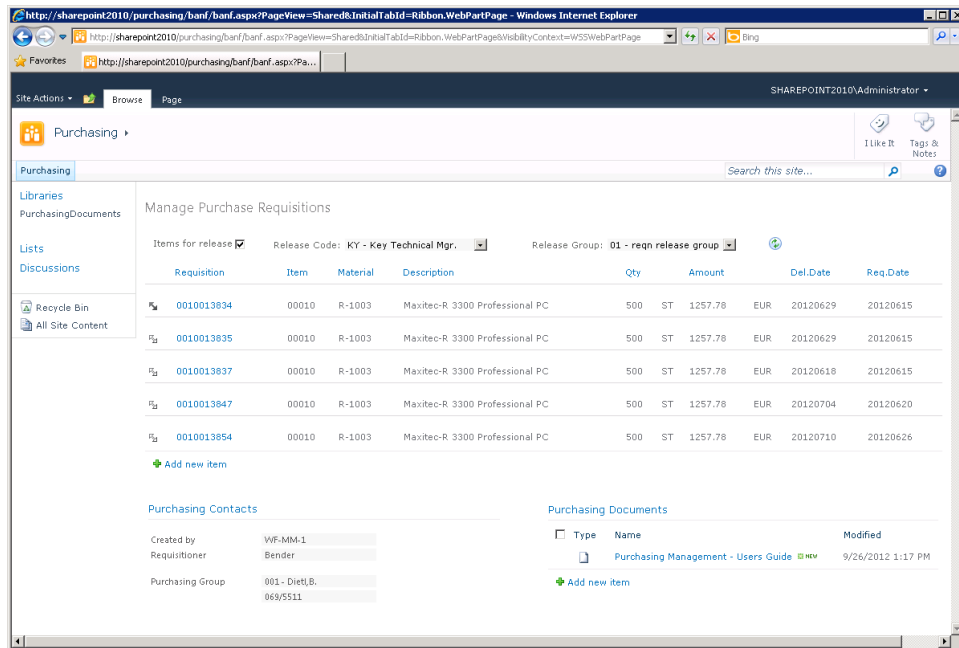 http://sharepoint2010/purchasing/banf/banf.aspx?PageView=Shared&InitialTabId=Ribbon.WebPartPage - Windows Internet Explorer
http://sharepoint2010/purchasing/banf/banf.aspx?PageView=Shared&InitialTabId=Ribbon.WebPartPage&VisibilityContext=WSSWebPartPage Bing
Favorites http://sharepoint2010/purchasing/banf/banf.aspx?Pa...
SHAREPOINT2010\Administrator
Site Actions Browse Page
Purchasing
I Like It Tags & Notes
Purchasing Search this site...
Libraries
PurchasingDocuments
Lists
Discussions
Recycle Bin
All Site Content
Manage Purchase Requisitions
Items for release Release Code: KY - Key Technical Mgr. Release Group: 01 - reqn release group
Requisition Item Material Description Qty Amount Del.Date Req.Date
0010013834 00010 R-1003 Maxitec-R 3300 Professional PC 500 ST 1257.78 EUR 20120629 20120615
0010013835 00010 R-1003 Maxitec-R 3300 Professional PC 500 ST 1257.78 EUR 20120629 20120615
0010013837 00010 R-1003 Maxitec-R 3300 Professional PC 500 ST 1257.78 EUR 20120618 20120615
0010013847 00010 R-1003 Maxitec-R 3300 Professional PC 500 ST 1257.78 EUR 20120704 20120620
0010013854 00010 R-1003 Maxitec-R 3300 Professional PC 500 ST 1257.78 EUR 20120710 20120626
Add new item
Purchasing Contacts
Created by WF-MM-1
Requisitioner Bender
Purchasing Group 001 - Dietl,B.
069/5511
Purchasing Documents
Type Name Modified
Purchasing Management - Users Guide NEW 9/26/2012 1:17 PM
Add new item